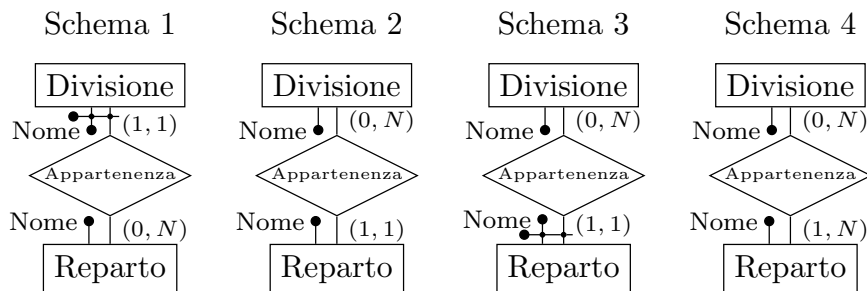 Schema 1
Schema 2
Schema 3
Schema 4
Divisione
Divisione
Divisione
Divisione
Nome
(1, 1)
Nome
(0, N)
Nome
(0, N)
Nome
(0, N)
Appartenenza
Appartenenza
Appartenenza
Appartenenza
Nome
(0, N)
Nome
(1, 1)
Nome
(1, 1)
Nome
(1, N)
Reparto
Reparto
Reparto
Reparto